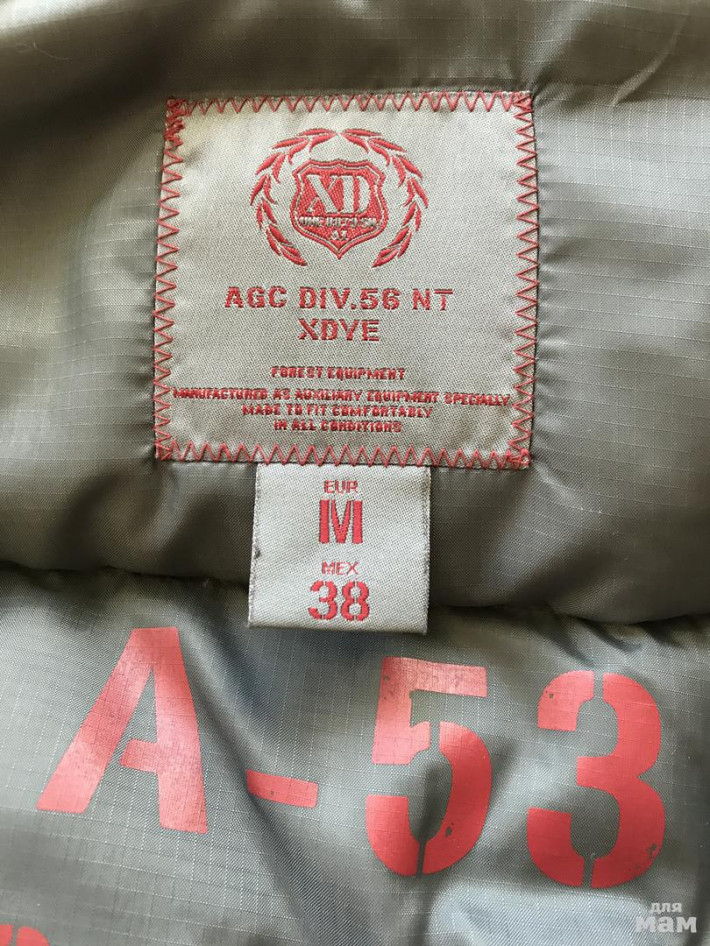 XD
AGC DIV.56 NT
XDYE
FOREST EQUIPMENT
MANUFACTURED AS AUXILIARY EQUIPMENT SPECIALLY
MADE TO FIT COMFORTABLY
IN ALL CONDITIONS
EUR
M
MEX
38
A-53
для
мам